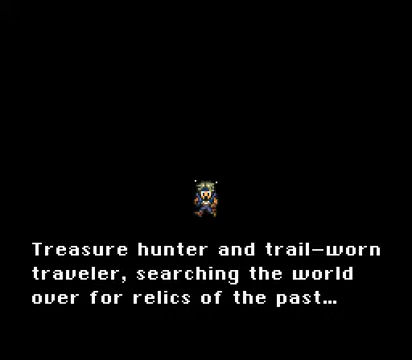 Treasure hunter and trail-worn
traveler, searching the world
over for relics of the past…